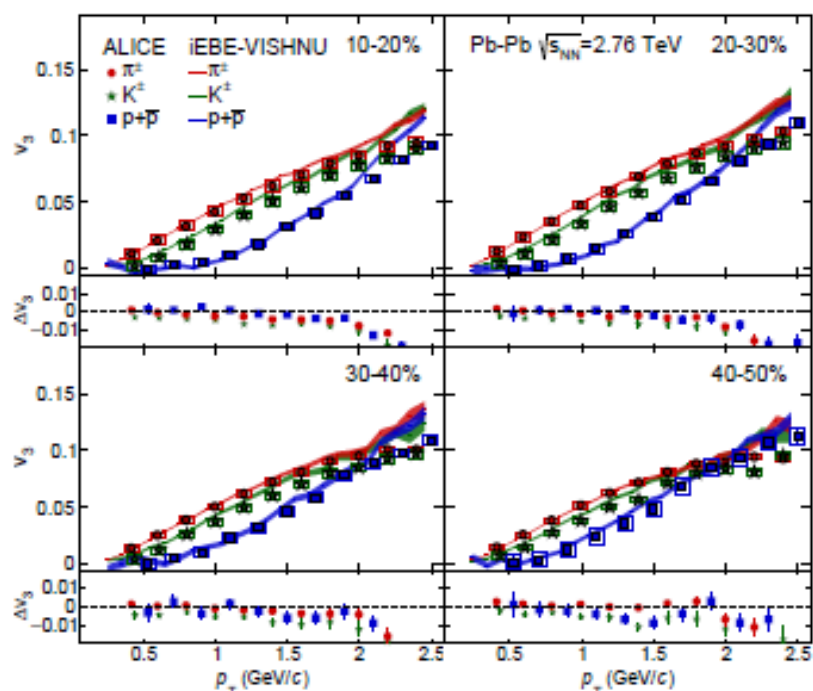 ALICE iEBE-VISHNU 10-20%
π± π±
K± K±
p+p̅ p+p̅
Pb-Pb √sNN=2.76 TeV 20-30%
v3
0.15
0.1
0.05
0
Δv3
0.01
0
−0.01
30-40%
40-50%
v3
0.15
0.1
0.05
0
Δv3
0.01
0
−0.01
0.5 1 1.5 2 2.5 0.5 1 1.5 2 2.5
pT (GeV/c) pT (GeV/c)